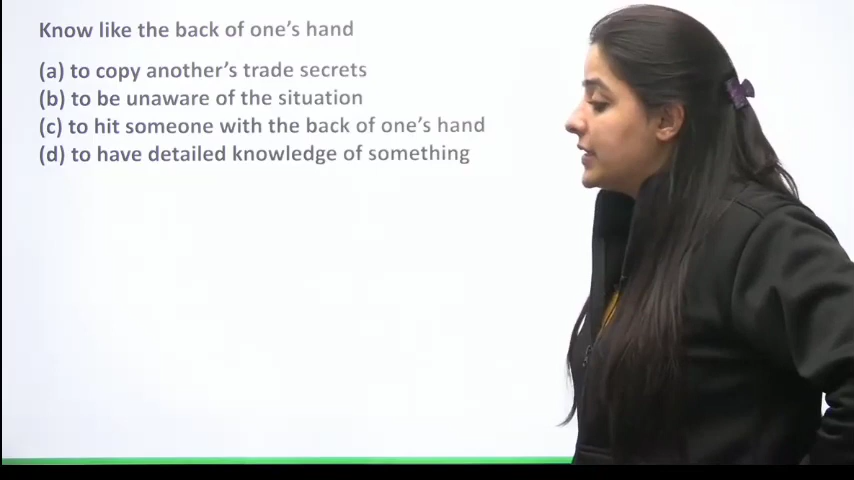 Know like the back of one’s hand
(a) to copy another’s trade secrets
(b) to be unaware of the situation
(c) to hit someone with the back of one’s hand
(d) to have detailed knowledge of something